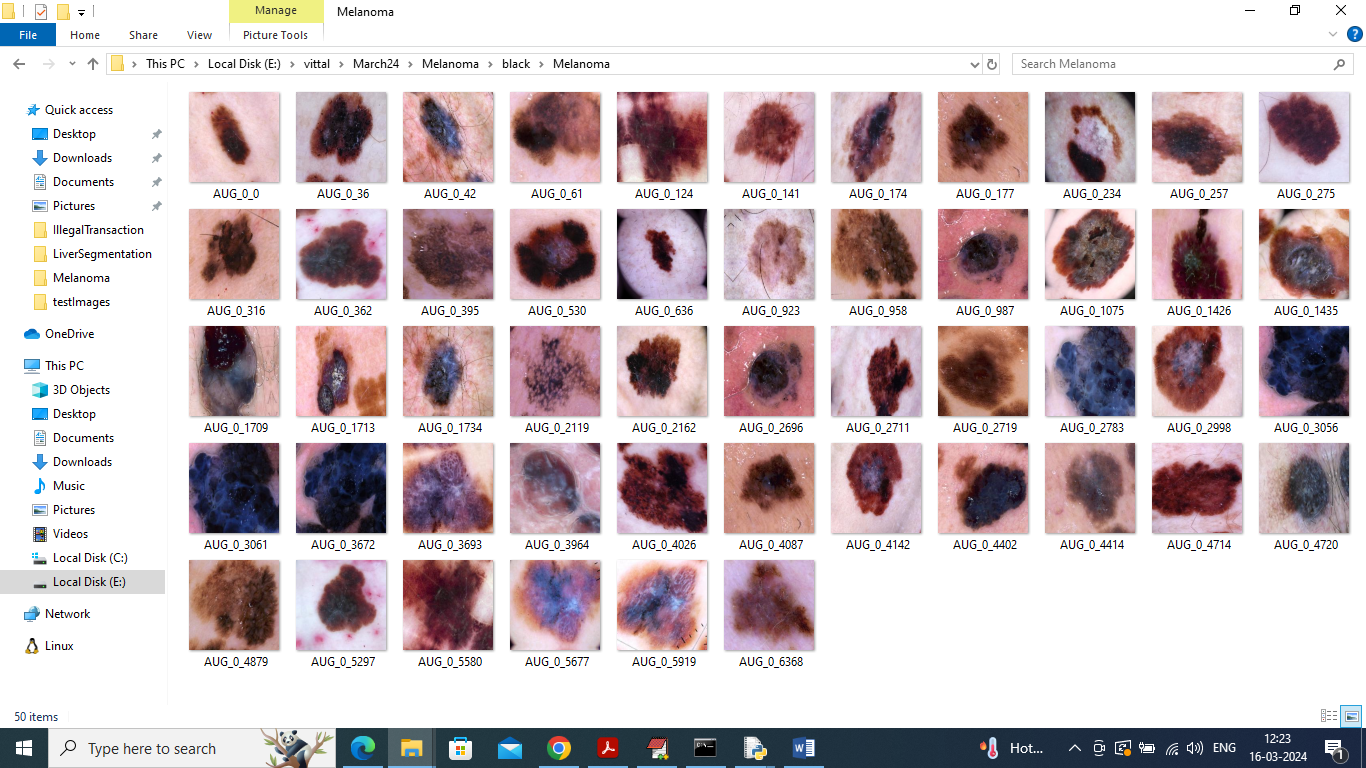 Manage
Melanoma
File
Home
Share
View
Picture Tools
?
This PC
Local Disk (E:)
vittal
March24
Melanoma
black
Melanoma
Search Melanoma
Quick access
Desktop
Downloads
Documents
Pictures
IllegalTransaction
LiverSegmentation
Melanoma
testImages
OneDrive
This PC
3D Objects
Desktop
Documents
Downloads
Music
Pictures
Videos
Local Disk (C:)
Local Disk (E:)
Network
Linux
AUG_0_0 AUG_0_36 AUG_0_42 AUG_0_61 AUG_0_124 AUG_0_141 AUG_0_174 AUG_0_177 AUG_0_234 AUG_0_257 AUG_0_275
AUG_0_316 AUG_0_362 AUG_0_395 AUG_0_530 AUG_0_636 AUG_0_923 AUG_0_958 AUG_0_987 AUG_0_1075 AUG_0_1426 AUG_0_1435
AUG_0_1709 AUG_0_1713 AUG_0_1734 AUG_0_2119 AUG_0_2162 AUG_0_2696 AUG_0_2711 AUG_0_2719 AUG_0_2783 AUG_0_2998 AUG_0_3056
AUG_0_3061 AUG_0_3672 AUG_0_3693 AUG_0_3964 AUG_0_4026 AUG_0_4087 AUG_0_4142 AUG_0_4402 AUG_0_4414 AUG_0_4714 AUG_0_4720
AUG_0_4879 AUG_0_5297 AUG_0_5580 AUG_0_5677 AUG_0_5919 AUG_0_6368
50 items
Type here to search
Hot...
ENG
12:23
16-03-2024
1